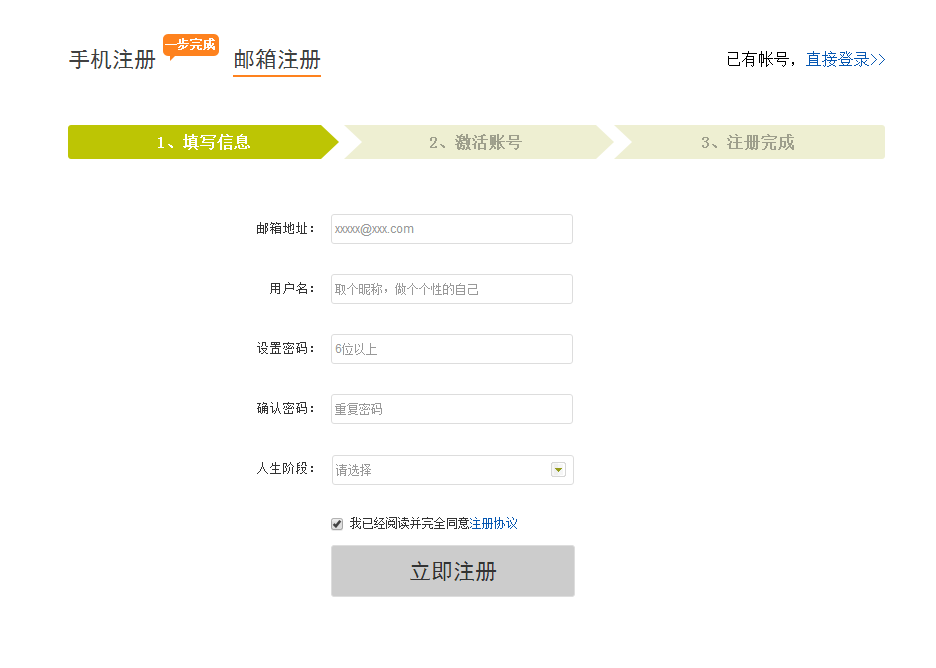 手机注册 一步完成 邮箱注册 已有帐号，直接登录>>
1、填写信息 2、激活账号 3、注册完成
邮箱地址： xxxxx@xxx.com
用户名： 取个昵称，做个个性的自己
设置密码： 6位以上
确认密码： 重复密码
人生阶段： 请选择
我已经阅读并完全同意注册协议
立即注册